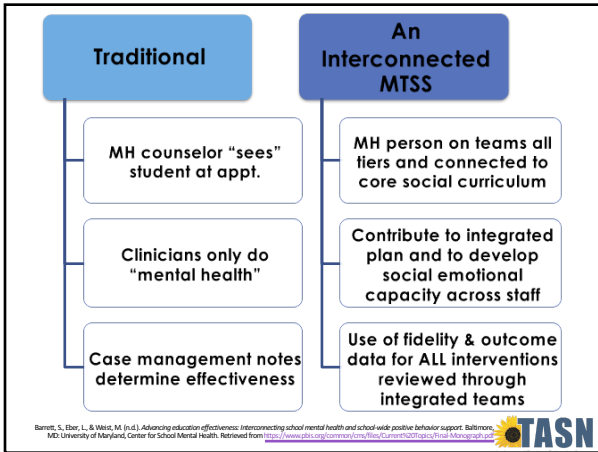 Traditional
An
Interconnected
MTSS
MH counselor “sees”
student at appt.
Clinicians only do
“mental health”
Case management notes
determine effectiveness
MH person on teams all
tiers and connected to
core social curriculum
Contribute to integrated
plan and to develop
social emotional
capacity across staff
Use of fidelity & outcome
data for ALL interventions
reviewed through
integrated teams
Barrett, S., Eber, L., & Weist, M. (n.d.). Advancing education effectiveness: Interconnecting school mental health and school-wide positive behavior support. Baltimore,
MD: University of Maryland, Center for School Mental Health. Retrieved from https://www.pbis.org/common/cms/files/Current%20Topics/Final-Monograph.pdf
TASN